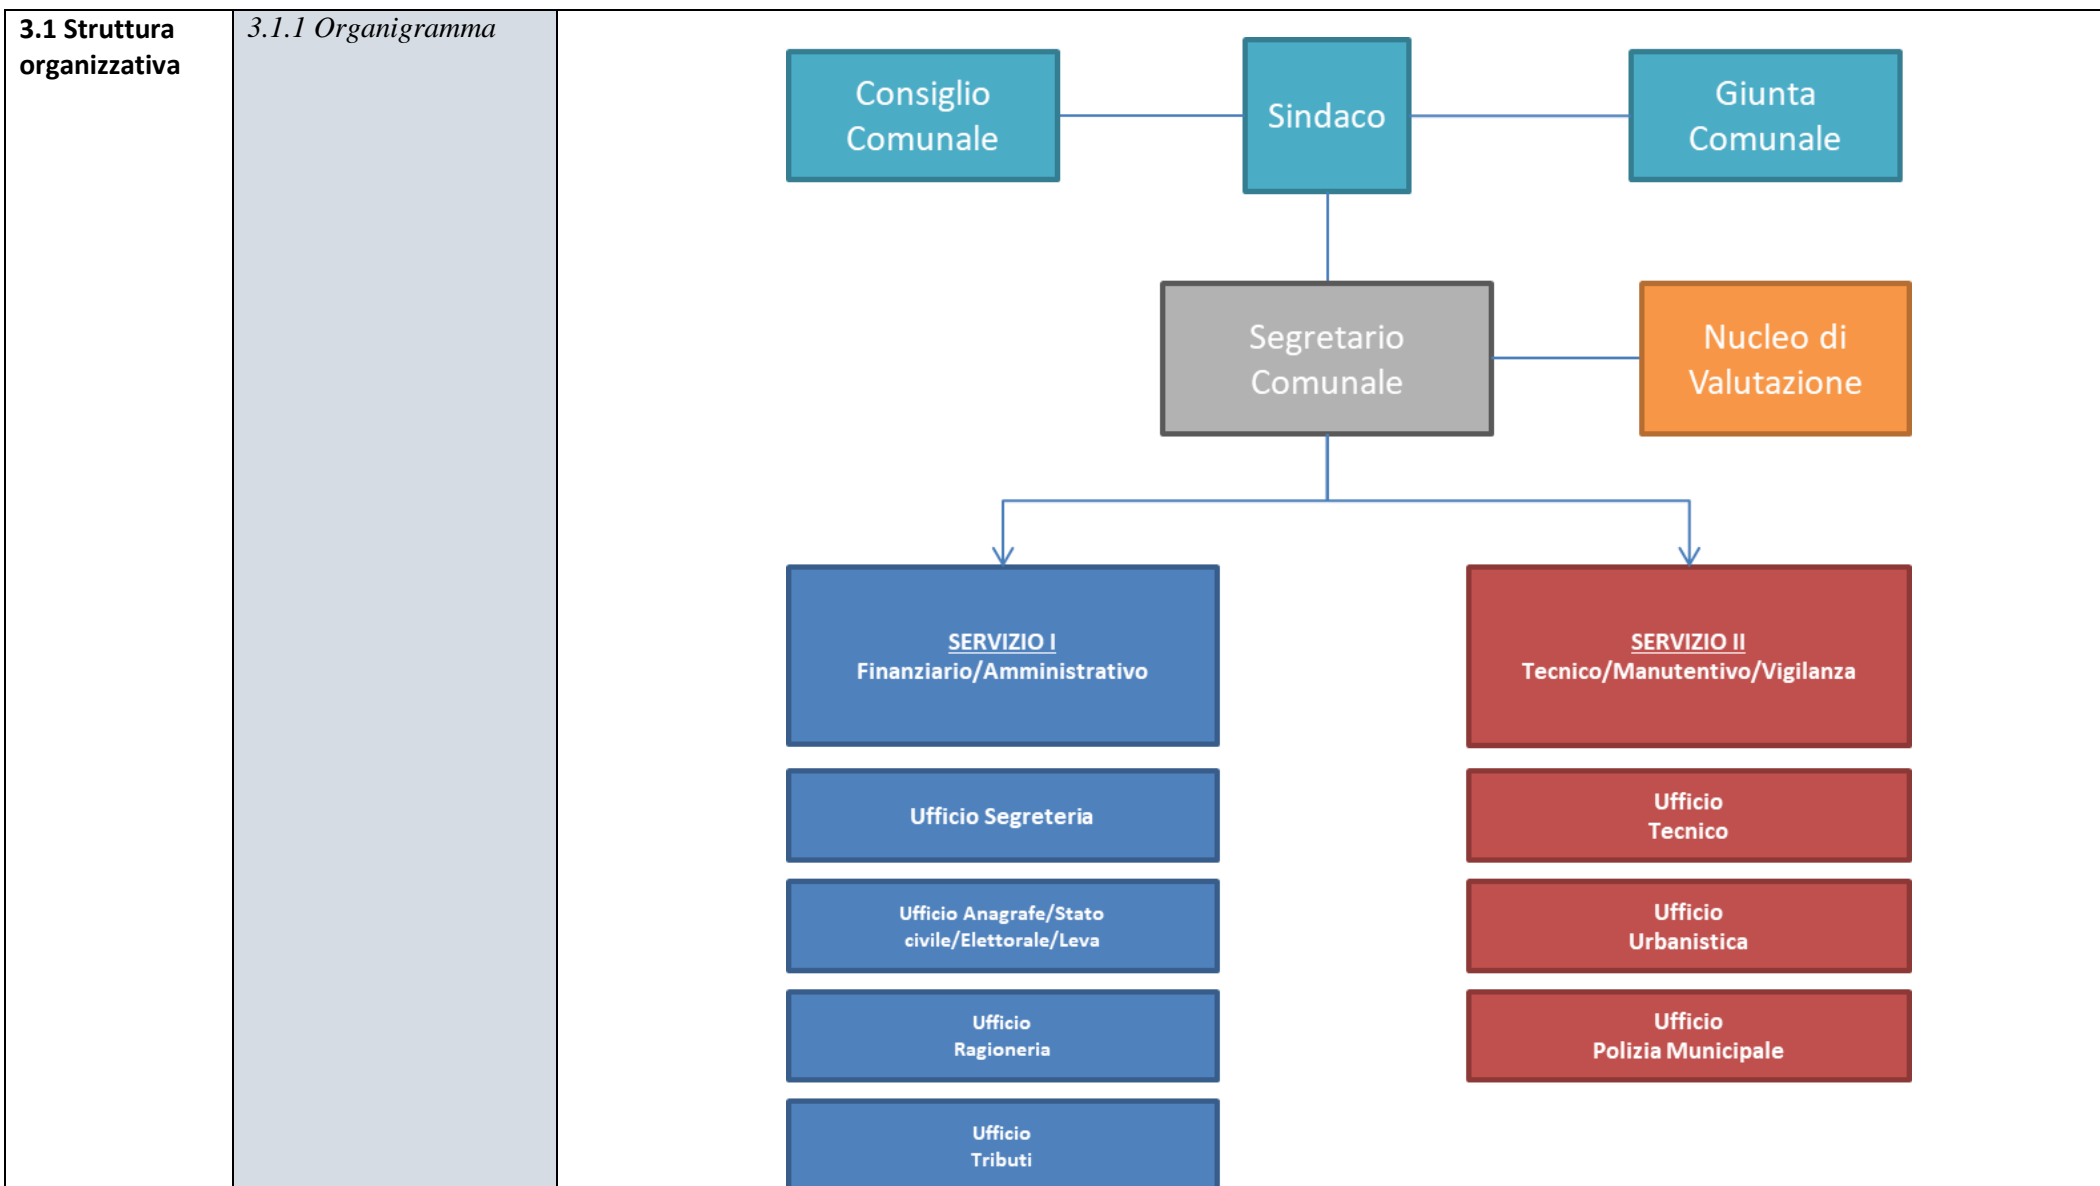 3.1 Struttura
organizzativa
3.1.1 Organigramma
Consiglio
Comunale
Sindaco
Giunta
Comunale
Segretario
Comunale
Nucleo di
Valutazione
SERVIZIO I
Finanziario/Amministrativo
SERVIZIO II
Tecnico/Manutentivo/Vigilanza
Ufficio Segreteria
Ufficio Anagrafe/Stato
civile/Elettorale/Leva
Ufficio
Ragioneria
Ufficio
Tributi
Ufficio
Tecnico
Ufficio
Urbanistica
Ufficio
Polizia Municipale